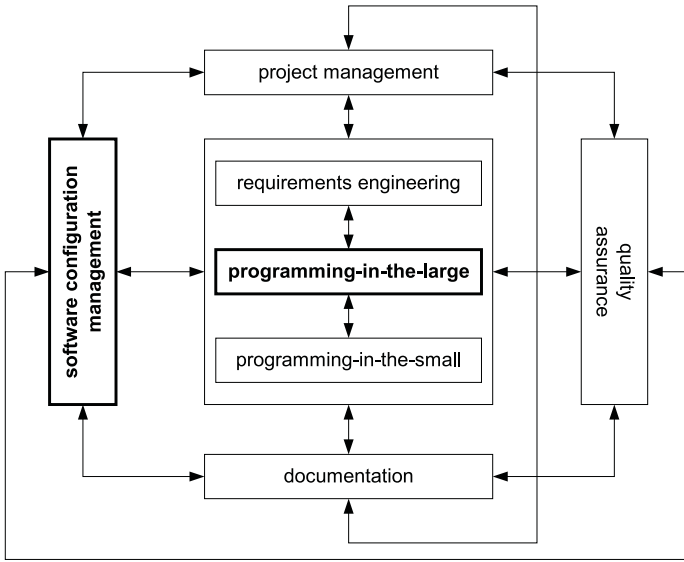 project management
requirements engineering
software configuration
management
programming-in-the-large
quality
assurance
programming-in-the-small
documentation